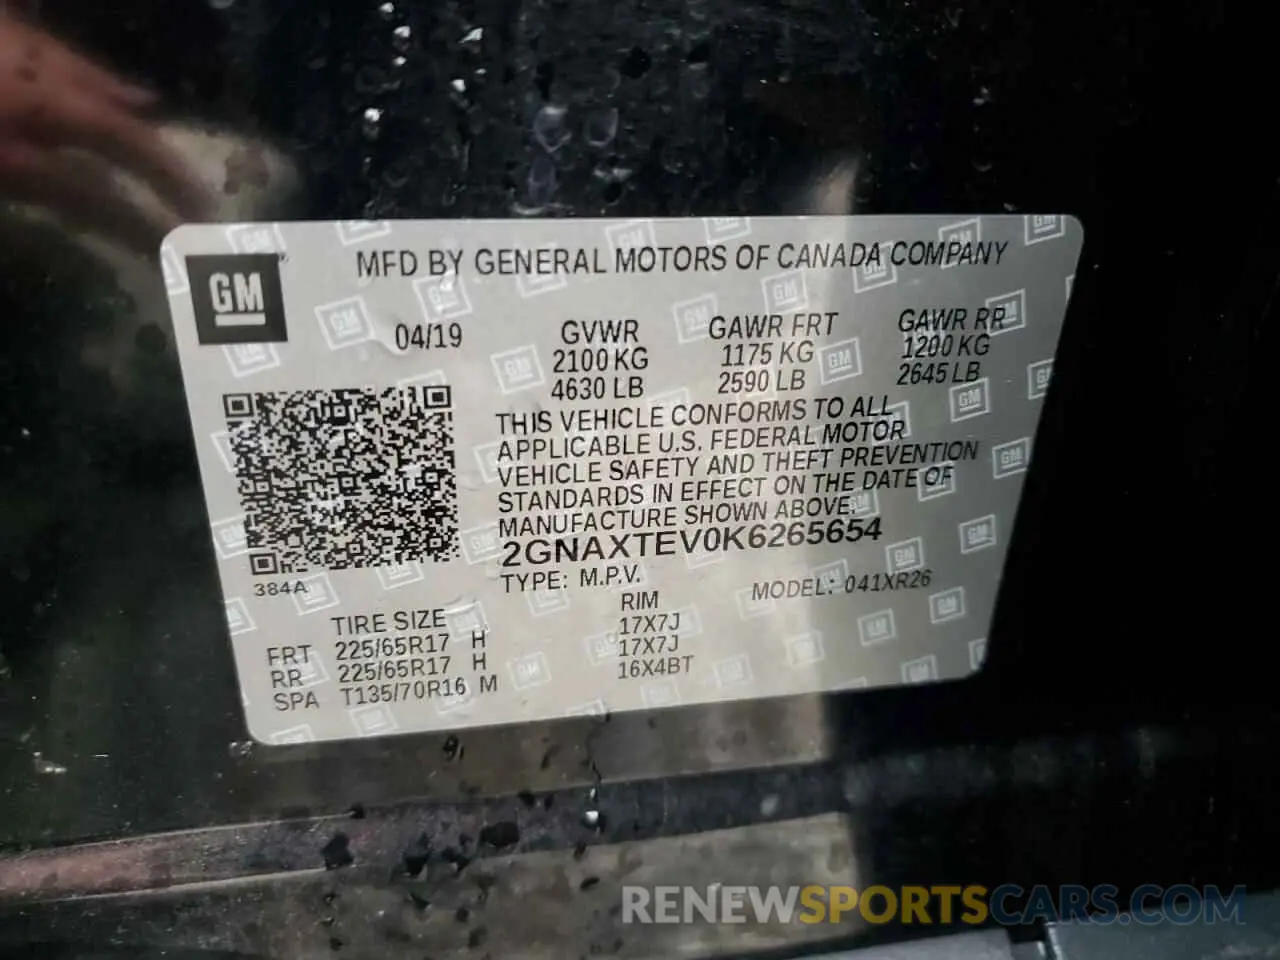 GM
MFD BY GENERAL MOTORS OF CANADA COMPANY
04/19 GVWR GAWR FRT GAWR RR
2100 KG 1175 KG 1200 KG
4630 LB 2590 LB 2645 LB
THIS VEHICLE CONFORMS TO ALL
APPLICABLE U.S. FEDERAL MOTOR
VEHICLE SAFETY AND THEFT PREVENTION
STANDARDS IN EFFECT ON THE DATE OF
MANUFACTURE SHOWN ABOVE.
2GNAXTEV0K6265654
384A
TYPE: M.P.V. MODEL: 041XR26
TIRE SIZE RIM
FRT 225/65R17 H 17X7J
RR 225/65R17 H 17X7J
SPA T135/70R16 M 16X4BT
RENEWSPORTSCARS.COM